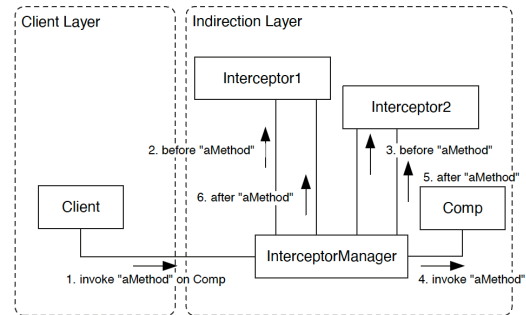 Client Layer
Indirection Layer
Interceptor1
Interceptor2
2. before "aMethod"
3. before "aMethod"
5. after "aMethod"
6. after "aMethod"
Client
Comp
InterceptorManager
1. invoke "aMethod" on Comp
4. invoke "aMethod"